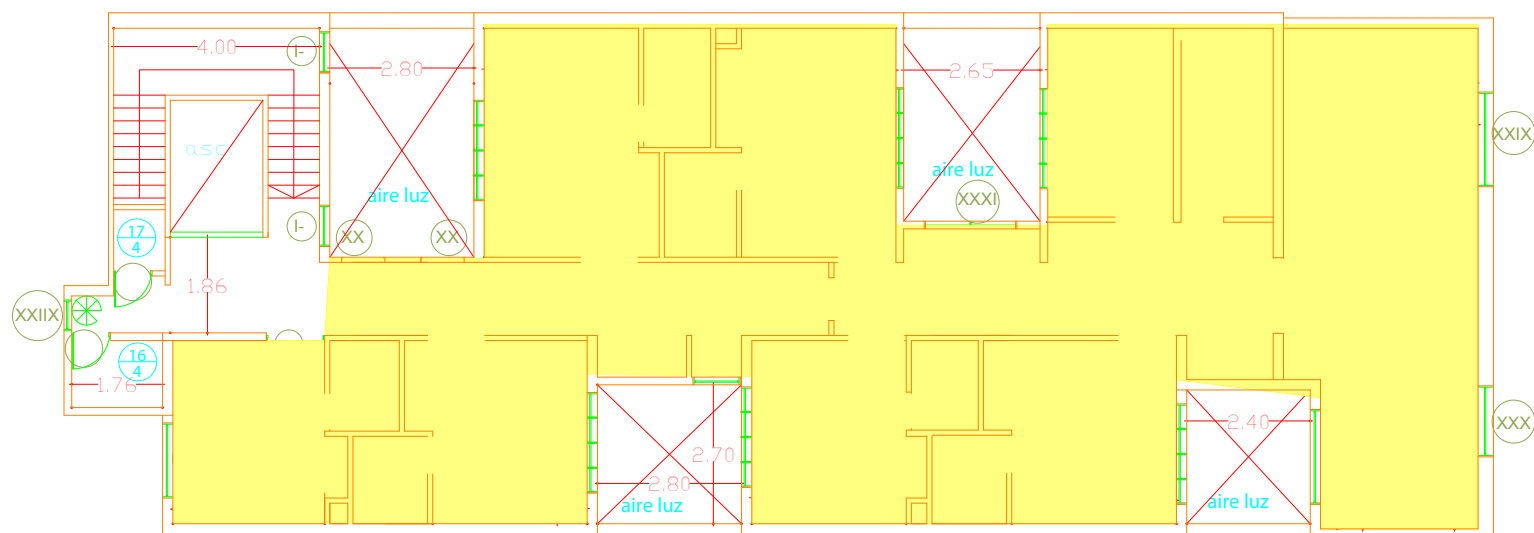 4.00
I-
2.80
2.65
XXIX
asc.
aire luz
aire luz
XXXI
17
4
I-
XX
XX
1.86
XXIIX
16
4
1.76
2.40
XXX
2.70
2.80
aire luz
aire luz